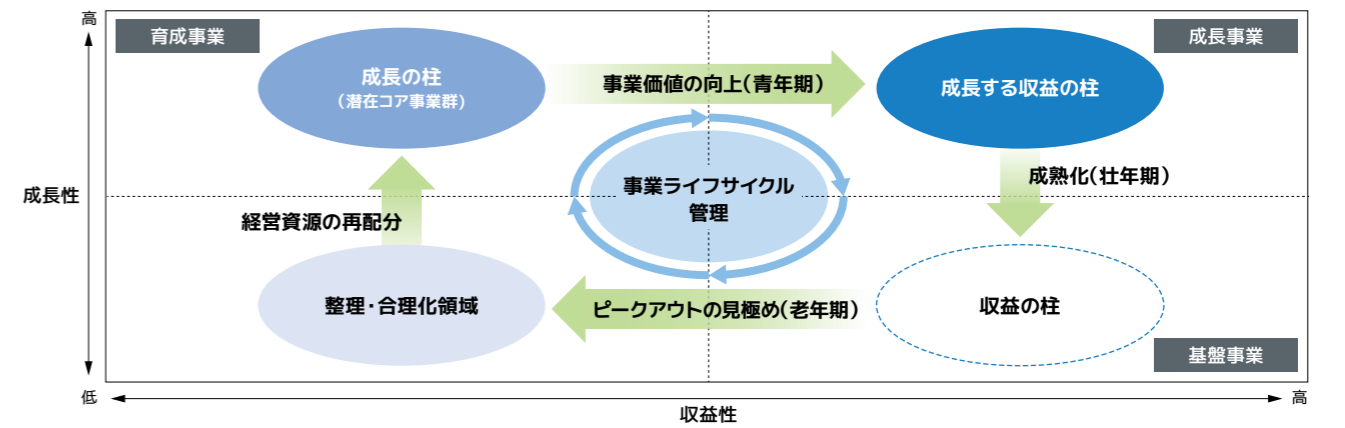 高
育成事業
成長事業
成長の柱
(潜在コア事業群)
事業価値の向上(青年期)
成長する収益の柱
成熟化(壮年期)
成長性
事業ライフサイクル
管理
経営資源の再配分
整理・合理化領域
ピークアウトの見極め(老年期)
収益の柱
基盤事業
低
高
収益性